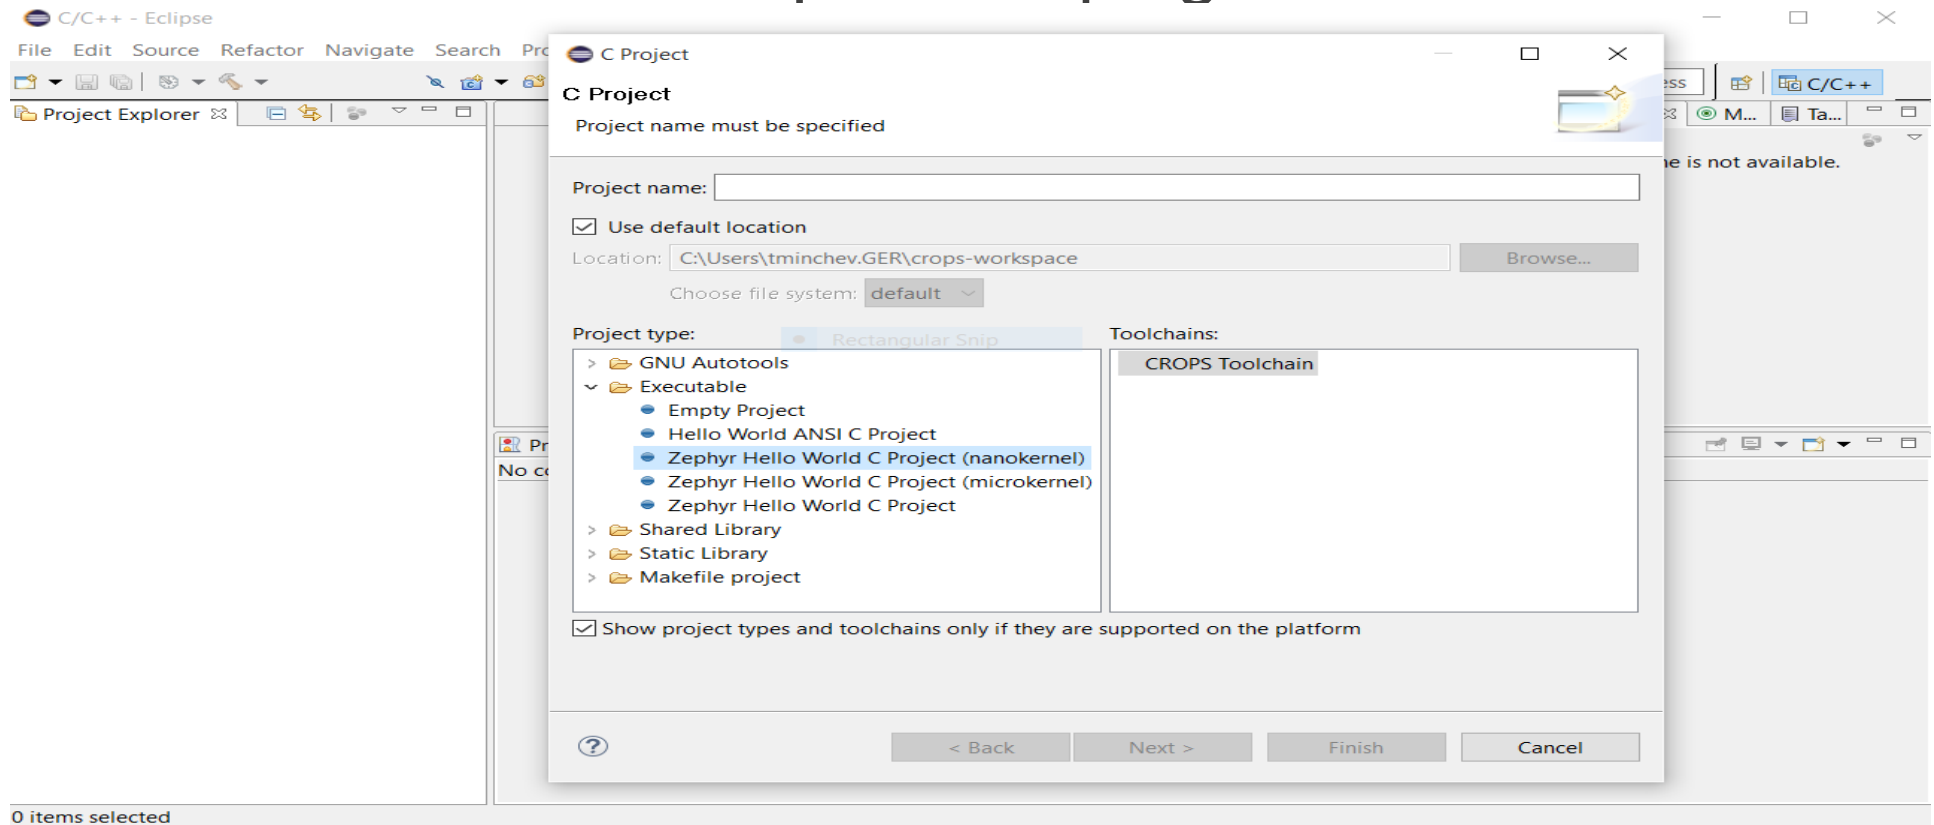 C/C++ - Eclipse
File Edit Source Refactor Navigate Search
C Project
C/C++
Project Explorer
C Project
Project name must be specified
M... Ta...
is not available.
Project name:
Use default location
Location: C:\Users\tminchev.GER\crops-workspace Browse...
Choose file system: default
Project type: Rectangular Snip Toolchains:
GNU Autotools CROPS Toolchain
Executable
Empty Project
Hello World ANSI C Project
Zephyr Hello World C Project (nanokernel)
Zephyr Hello World C Project (microkernel)
Zephyr Hello World C Project
Shared Library
Static Library
Makefile project
No
Show project types and toolchains only if they are supported on the platform
? < Back Next > Finish Cancel
0 items selected